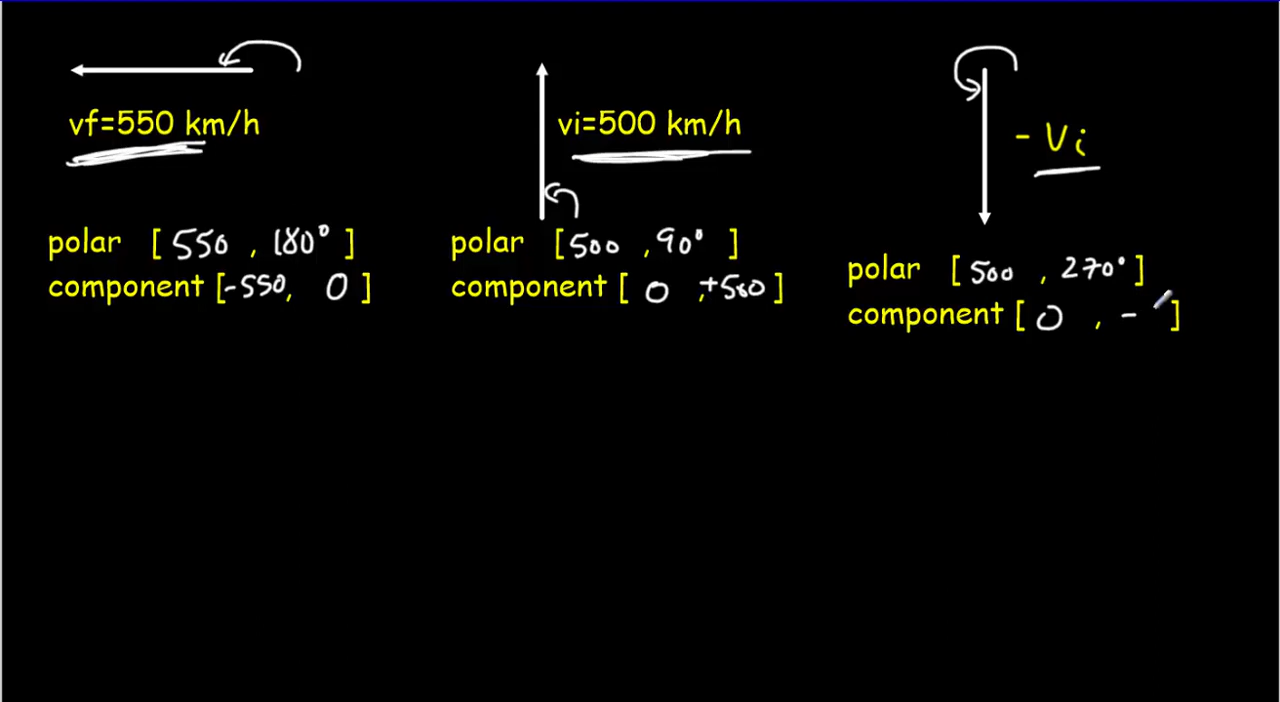 vf=550 km/h
polar [ 550 , 180° ]
component [-550, 0 ]
vi=500 km/h
polar [500 ,90° ]
component [ 0 ,+500 ]
- Vi
polar [ 500 , 270° ]
component [ 0 , - ]